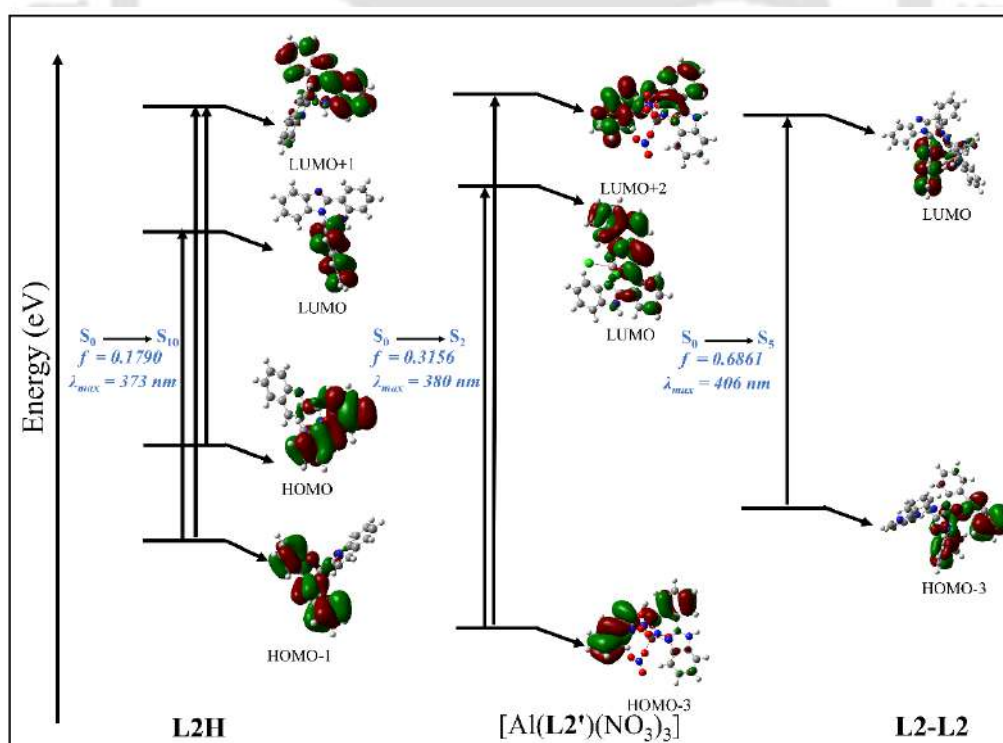 Energy (eV)
LUMO+1
LUMO
S0 → S10
f = 0.1790
λmax = 373 nm
HOMO
HOMO-1
L2H
LUMO+2
LUMO
S0 → S2
f = 0.3156
λmax = 380 nm
HOMO-3
[Al(L2')(NO3)3]
LUMO
S0 → S5
f = 0.6861
λmax = 406 nm
HOMO-3
L2-L2